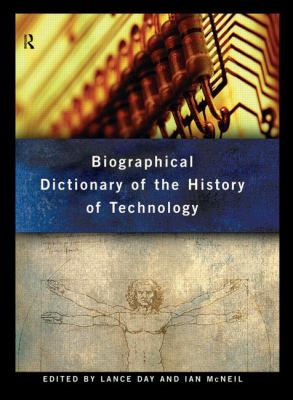 R
Biographical
Dictionary of the History
of Technology
EDITED BY LANCE DAY AND IAN McNEIL